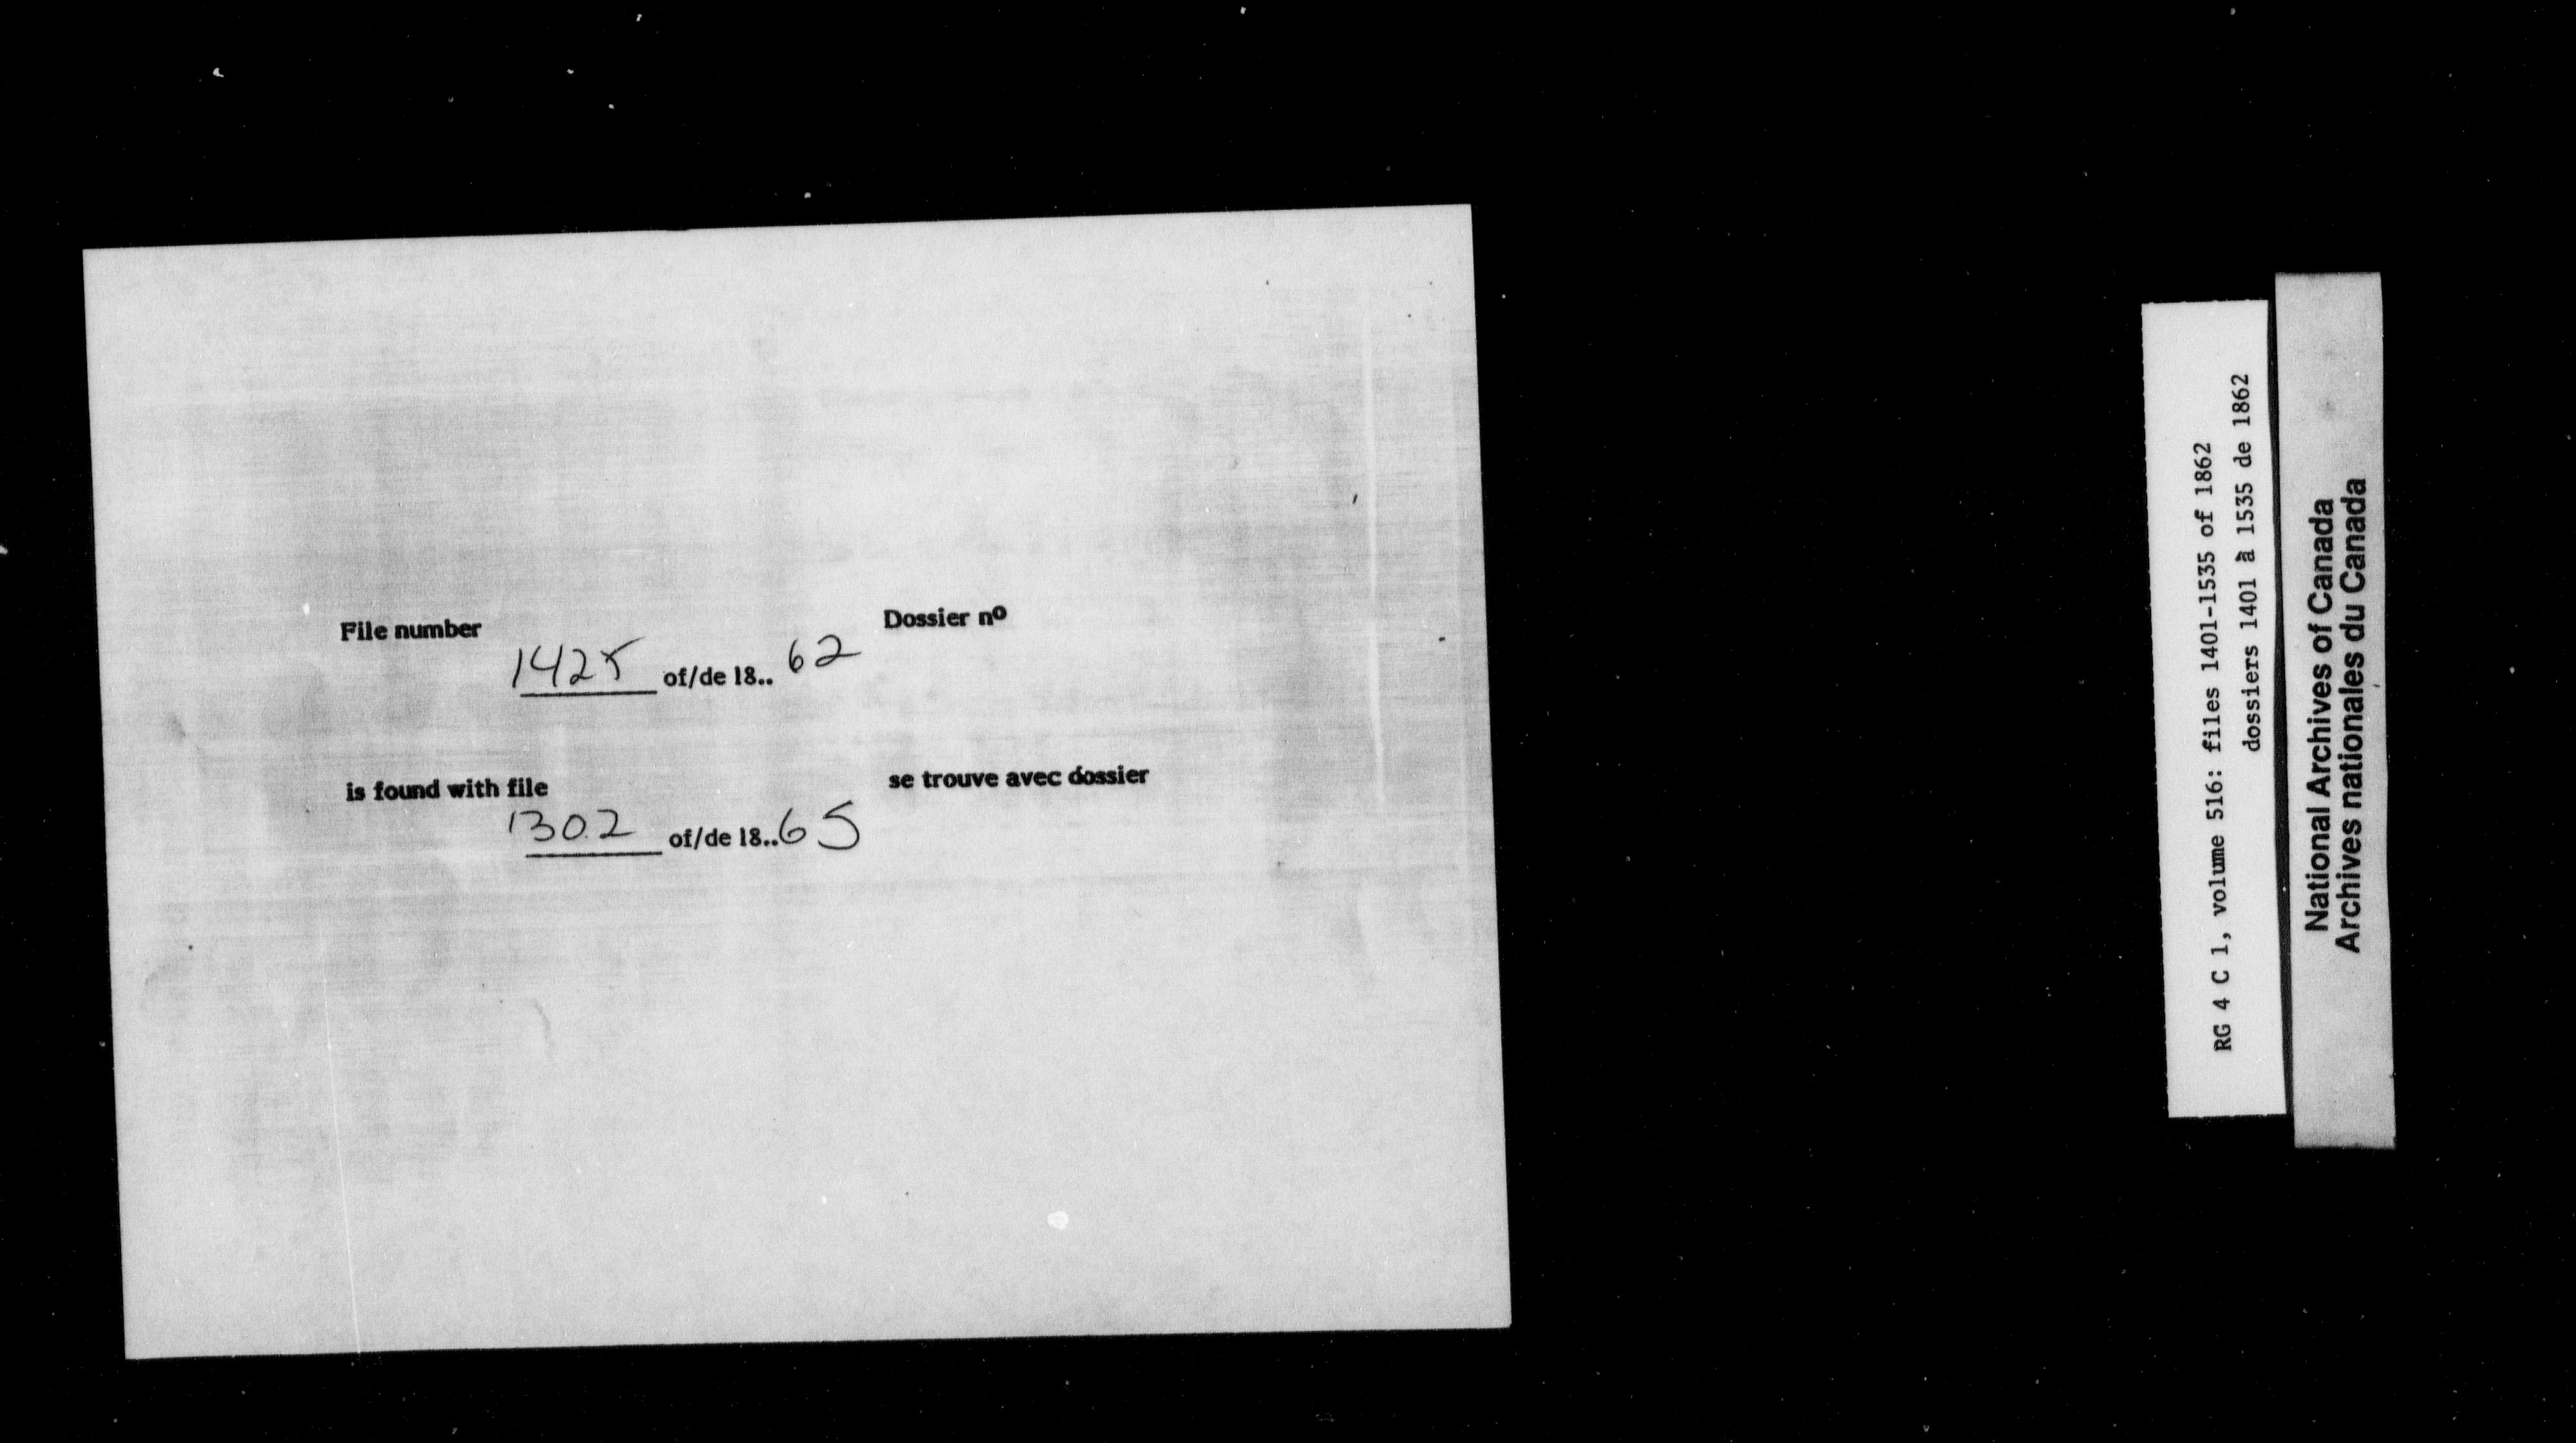 File number
Dossier nº
1425 of/de 18.. 62
is found with file
se trouve avec dossier
1302 of/de 18.. 65
RG 4 C 1, volume 516: files 1401-1535 of 1862
dossiers 1401 à 1535 de 1862
National Archives of Canada
Archives nationales du Canada